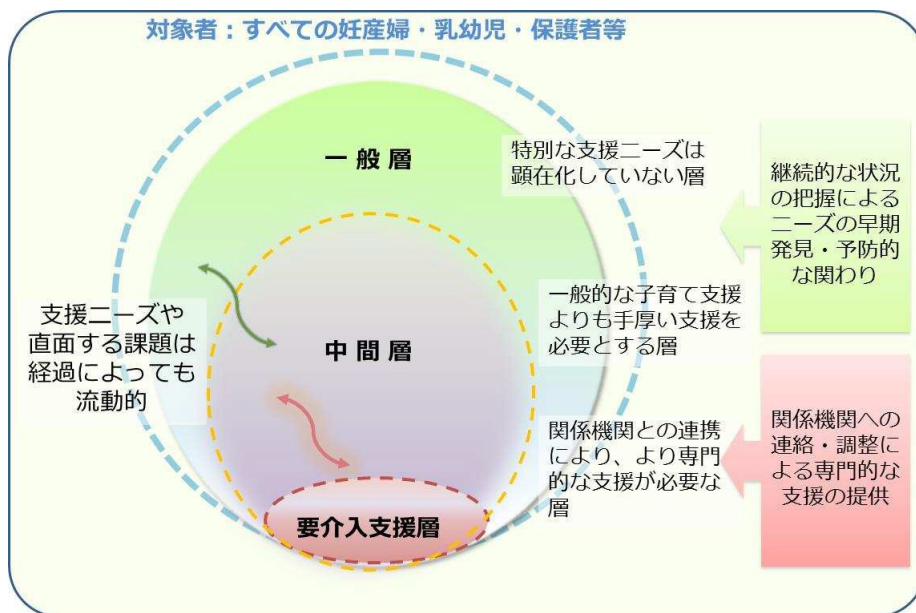 対象者：すべての妊産婦・乳幼児・保護者等
一般層
特別な支援ニーズは
顕在化していない層
継続的な状況
の把握による
ニーズの早期
発見・予防的
な関わり
支援ニーズや
直面する課題は
経過によっても
流動的
中間層
一般的な子育て支援
よりも手厚い支援を
必要とする層
関係機関との連携
により、より専門
的な支援が必要な
層
関係機関への
連絡・調整
による専門的な
支援の提供
要介入支援層